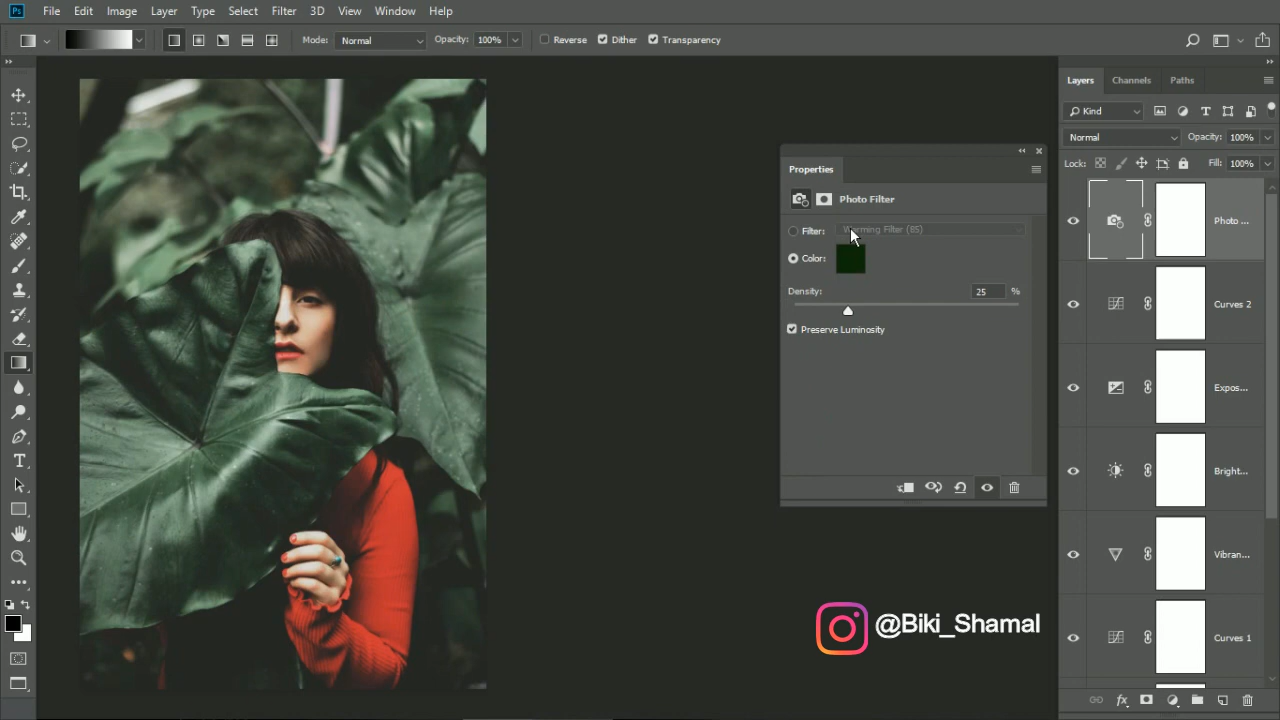 Ps File Edit Image Layer Type Select Filter 3D View Window Help
Mode: Normal Opacity: 100% Reverse Dither Transparency
Layers Channels Paths
Kind
Normal Opacity: 100%
Lock: Fill: 100%
Properties
Photo Filter
Filter: Warming Filter (85)
Color:
Density: 25 %
Preserve Luminosity
Photo ...
Curves 2
Expos...
Bright...
Vibran...
Curves 1
@Biki_Shamal
T
fx